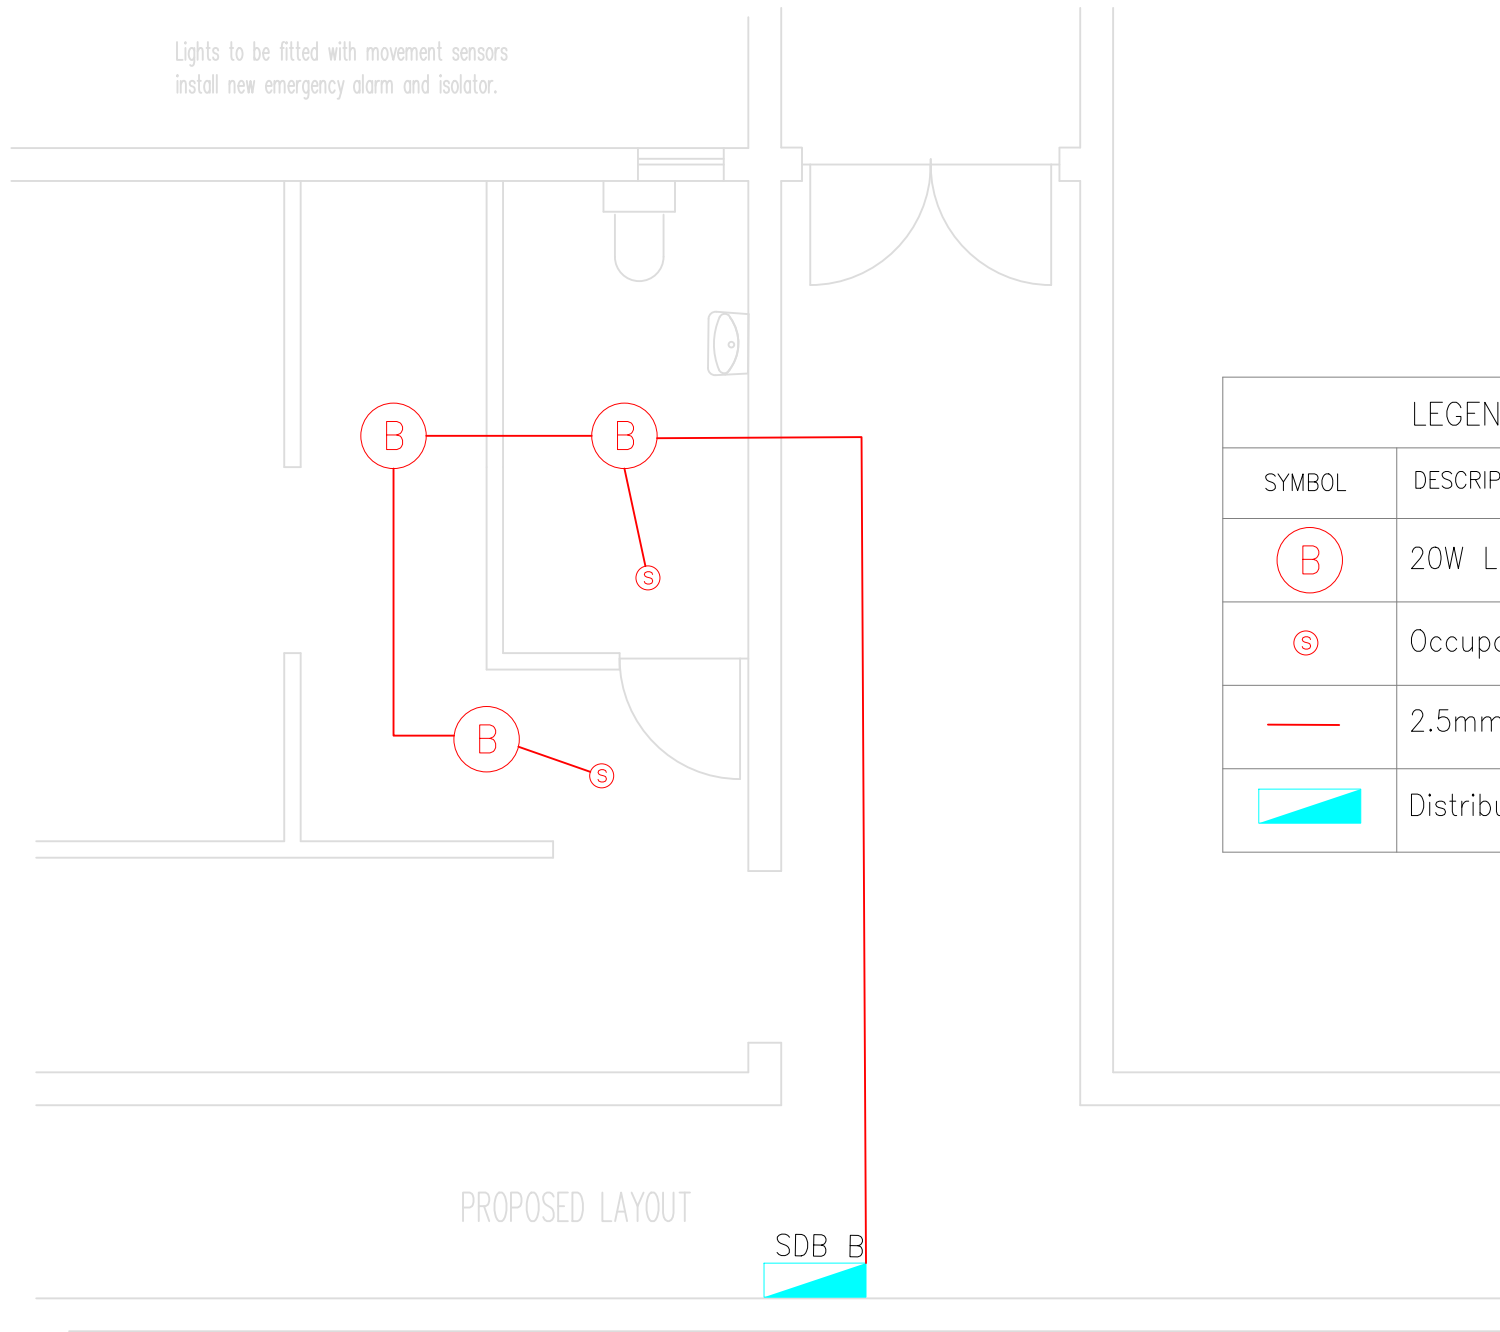 Lights to be fitted with movement sensors
install new emergency alarm and isolator.
B
B
S
B
S
PROPOSED LAYOUT
SDB B
LEGEN
SYMBOL DESCRIP
B 20W L
S Occup
2.5mm
Distribu